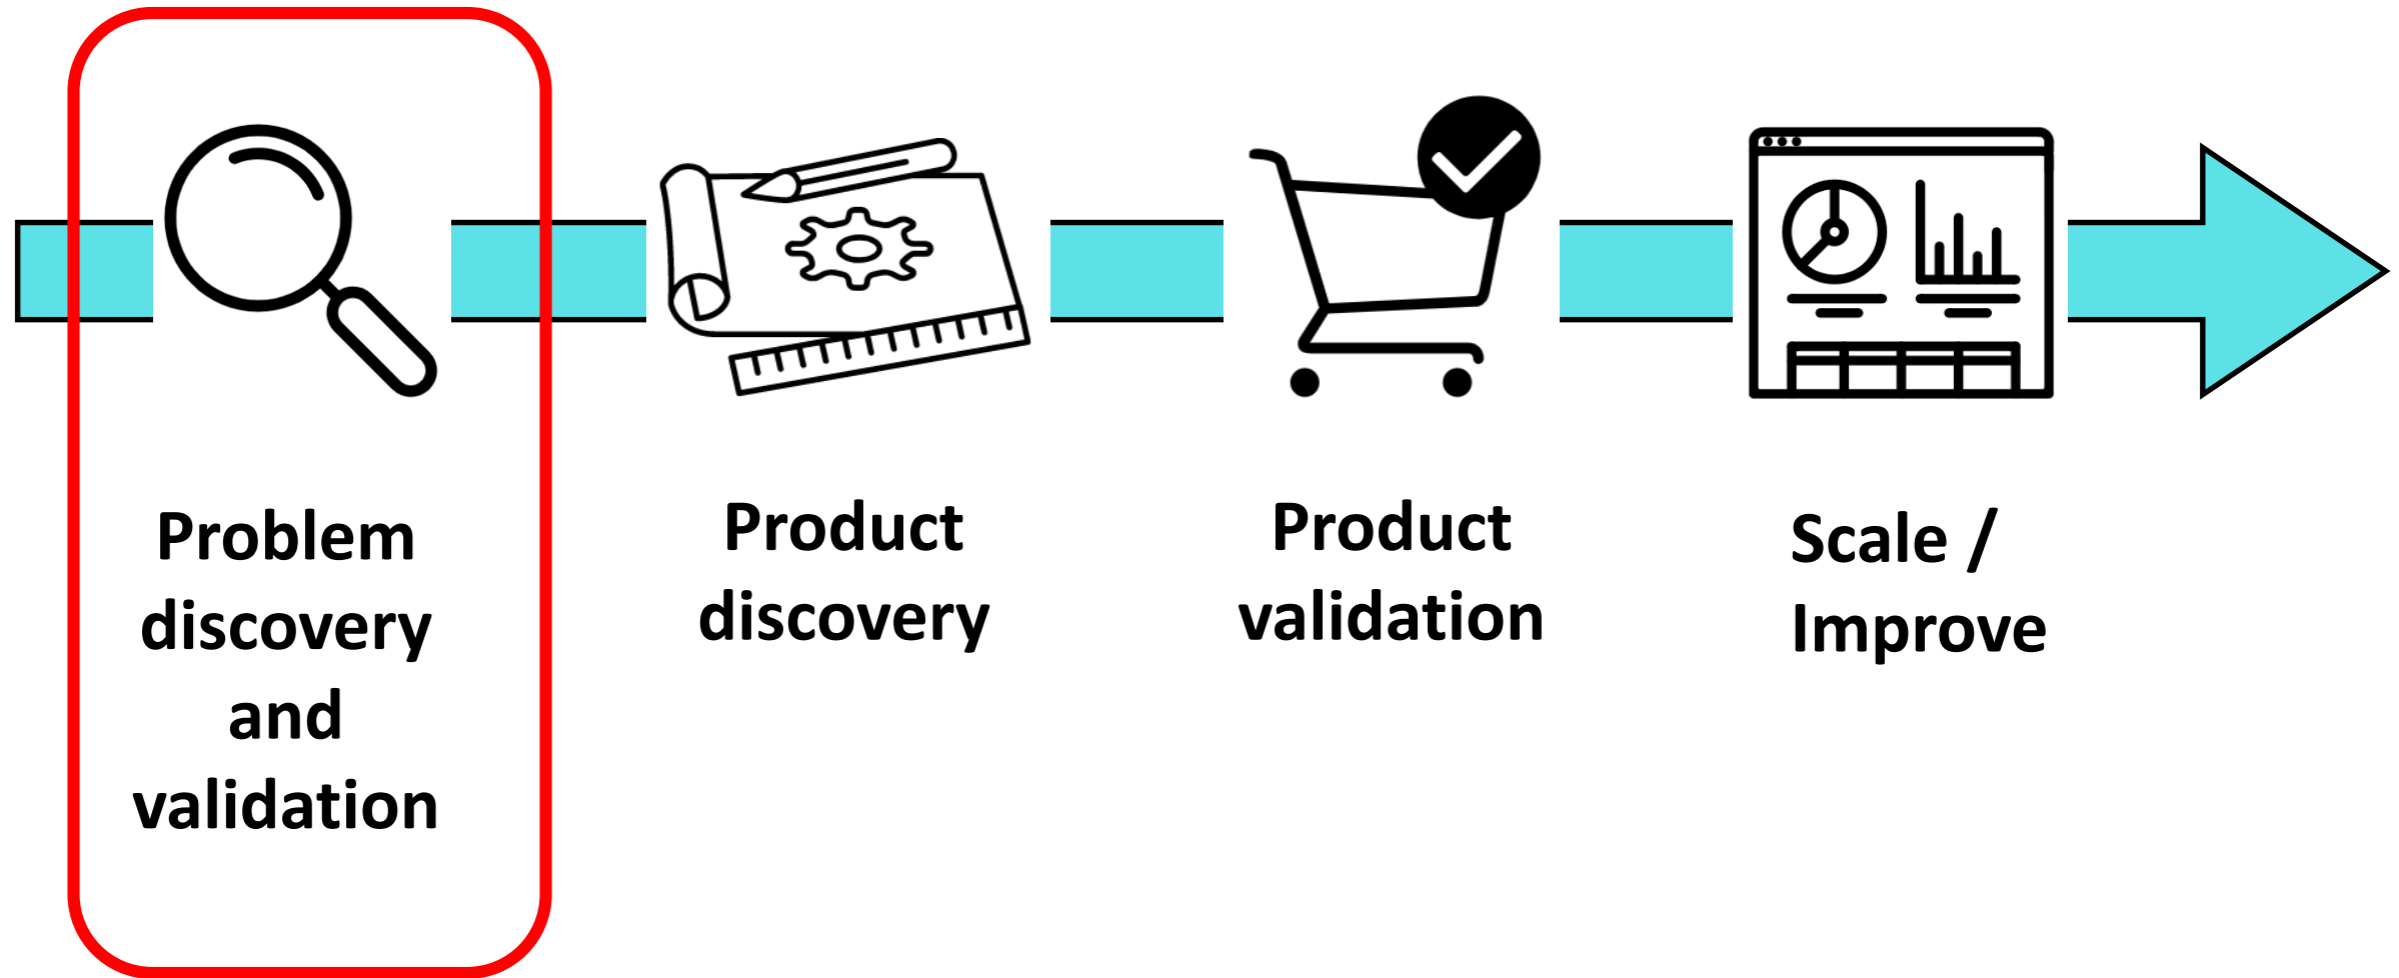 Problem
discovery
and
validation
Product
discovery
Product
validation
Scale /
Improve